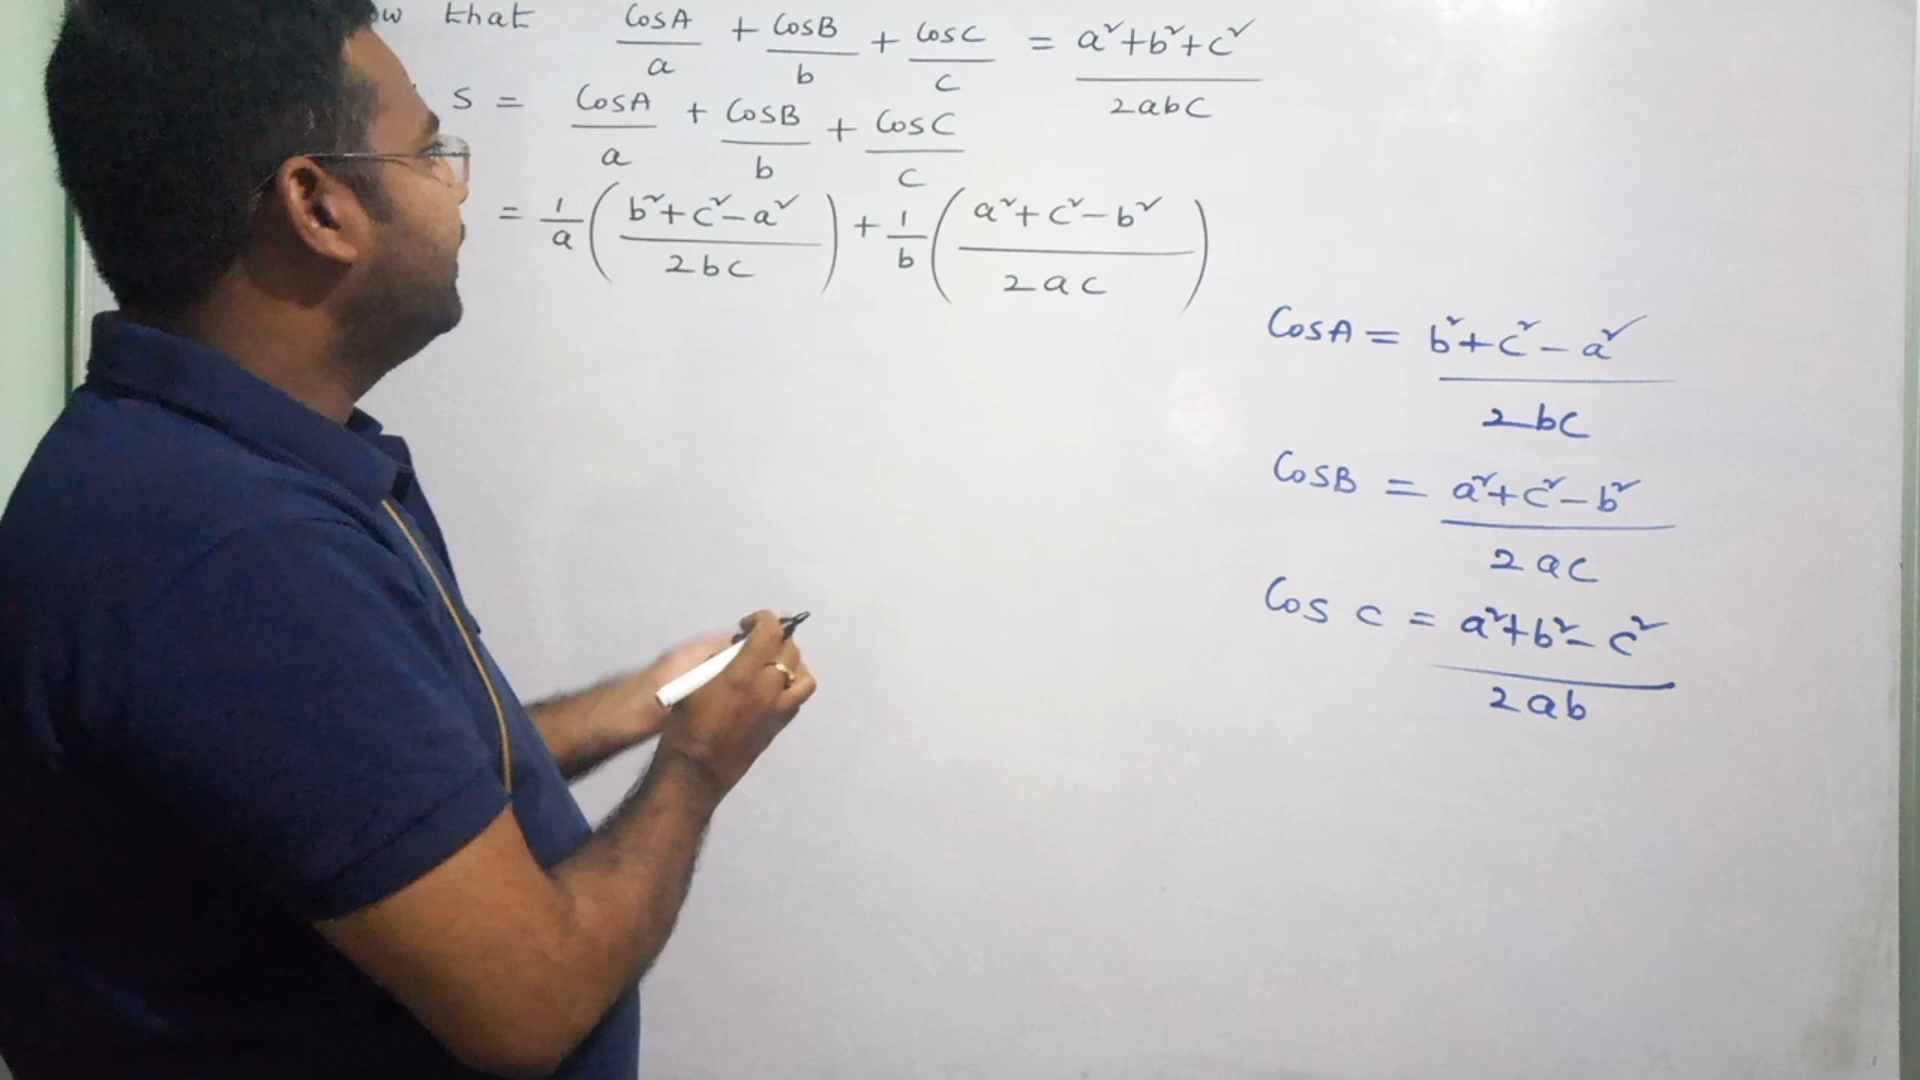 ow that CosA/a + CosB/b + CosC/c = a²+b²+c²/2abc
S = CosA/a + CosB/b + CosC/c
= 1/a (b²+c²-a²/2bc) + 1/b (a²+c²-b²/2ac)
CosA = b²+c²-a²/2bc
CosB = a²+c²-b²/2ac
Cos C = a²+b²-c²/2ab